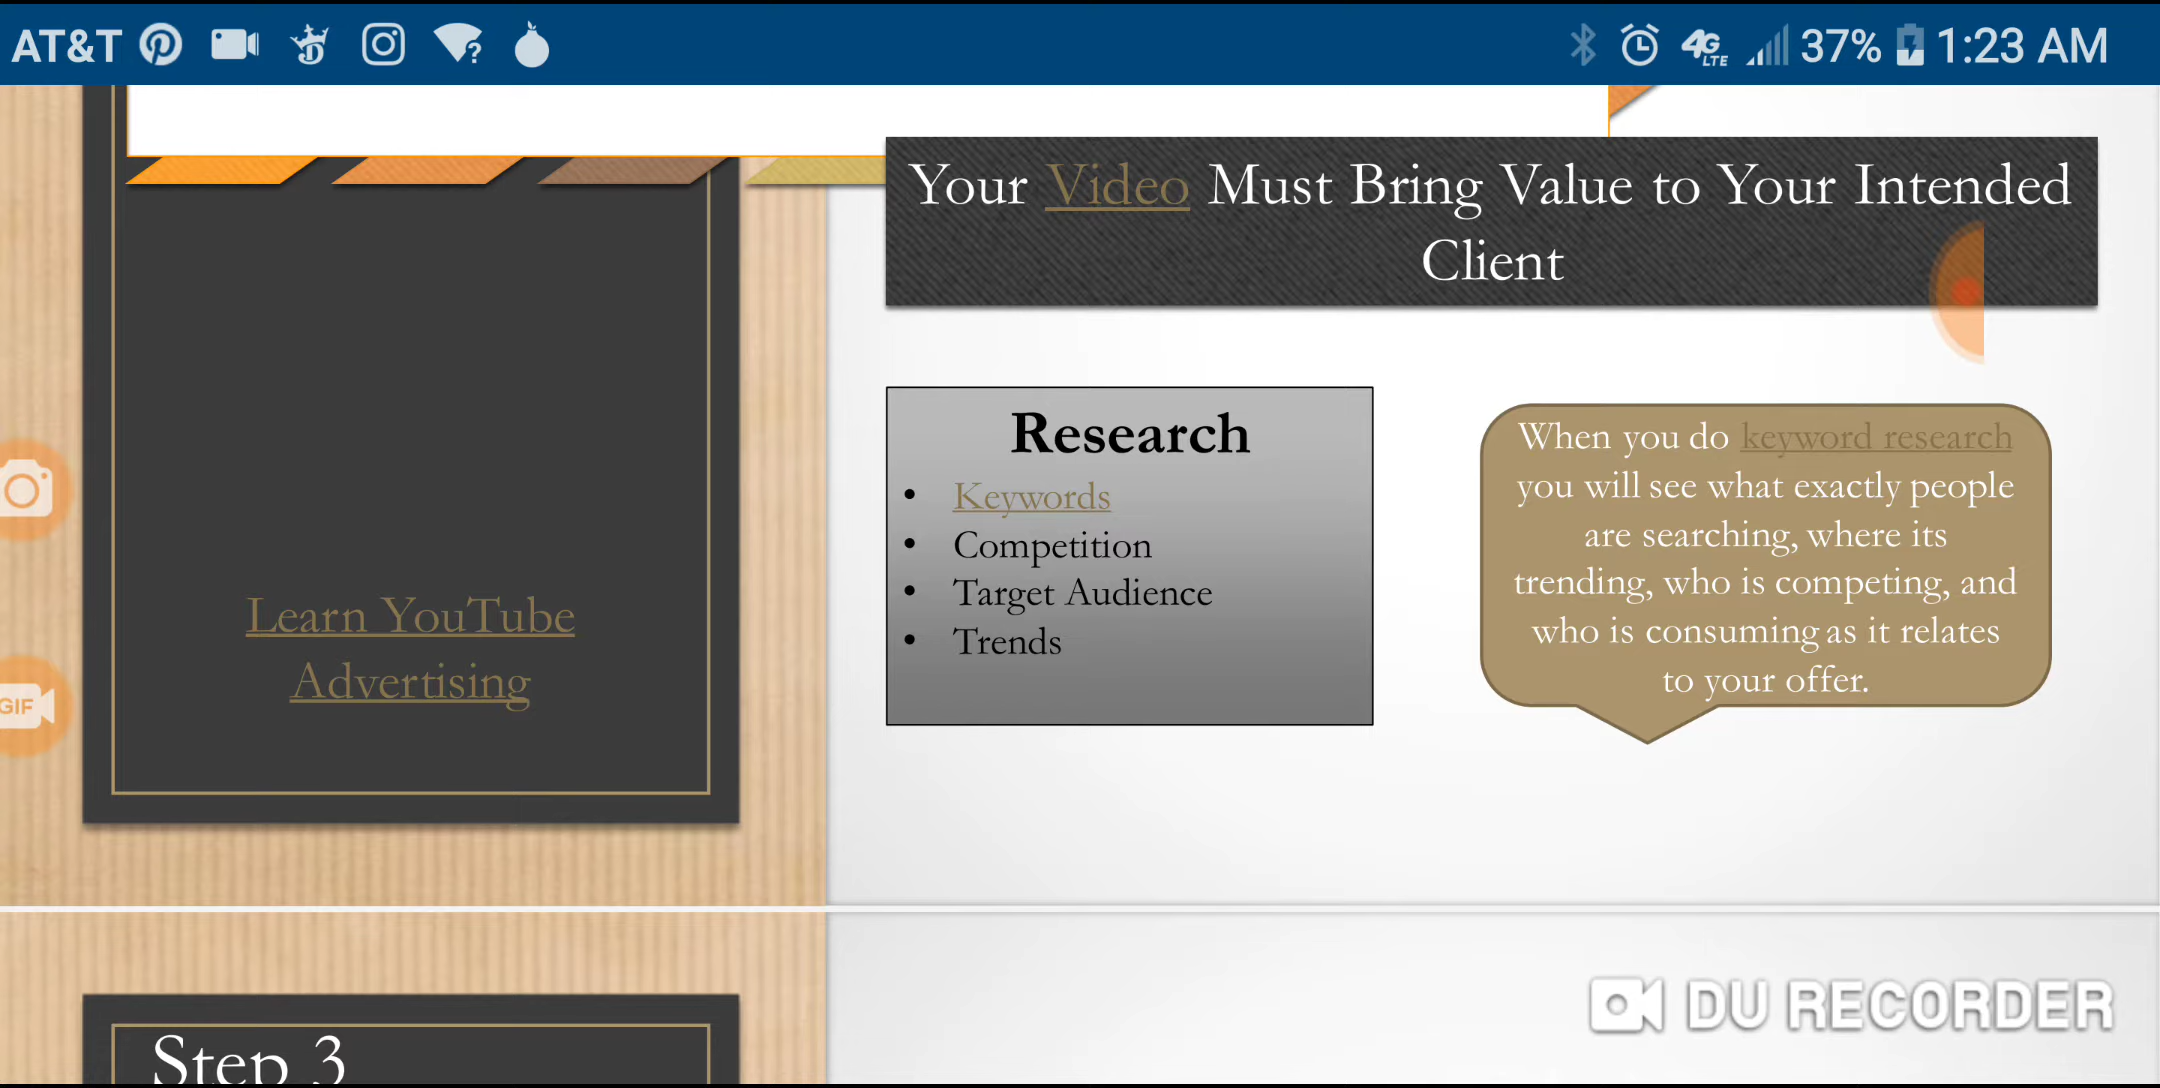 AT&T
4G LTE 37% 1:23 AM
Your Video Must Bring Value to Your Intended
Client
Research
• Keywords
• Competition
• Target Audience
• Trends
When you do keyword research
you will see what exactly people
are searching, where its
trending, who is competing, and
who is consuming as it relates
to your offer.
Learn YouTube
Advertising
GIF
Step 3
DU RECORDER